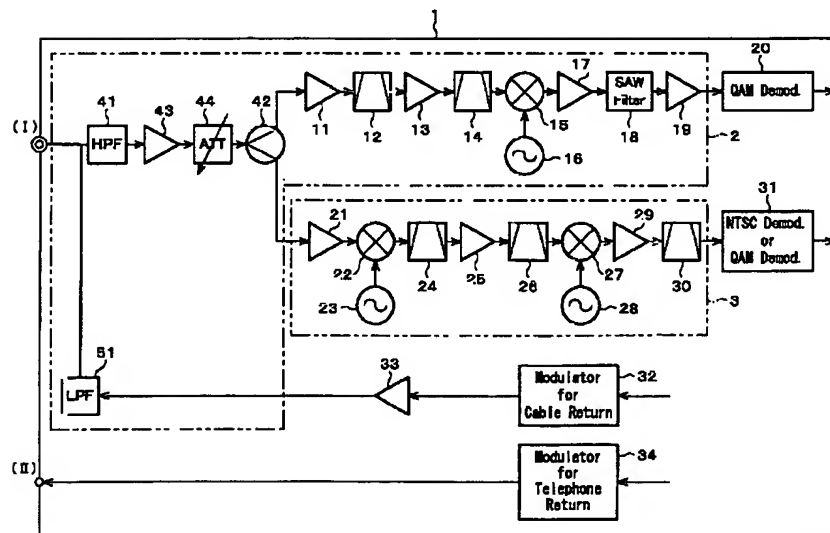 1
(I)
41
HPF
43
44
ATT
42
11
12
13
14
15
16
17
SAW
Filter
18
19
20
QAM Demod.
2
21
22
23
24
25
26
27
28
29
30
31
NTSC Demod.
or
QAM Demod.
3
51
LPF
33
Modulator
for
Cable Return
32
(II)
Modulator
for
Telephone
Return
34